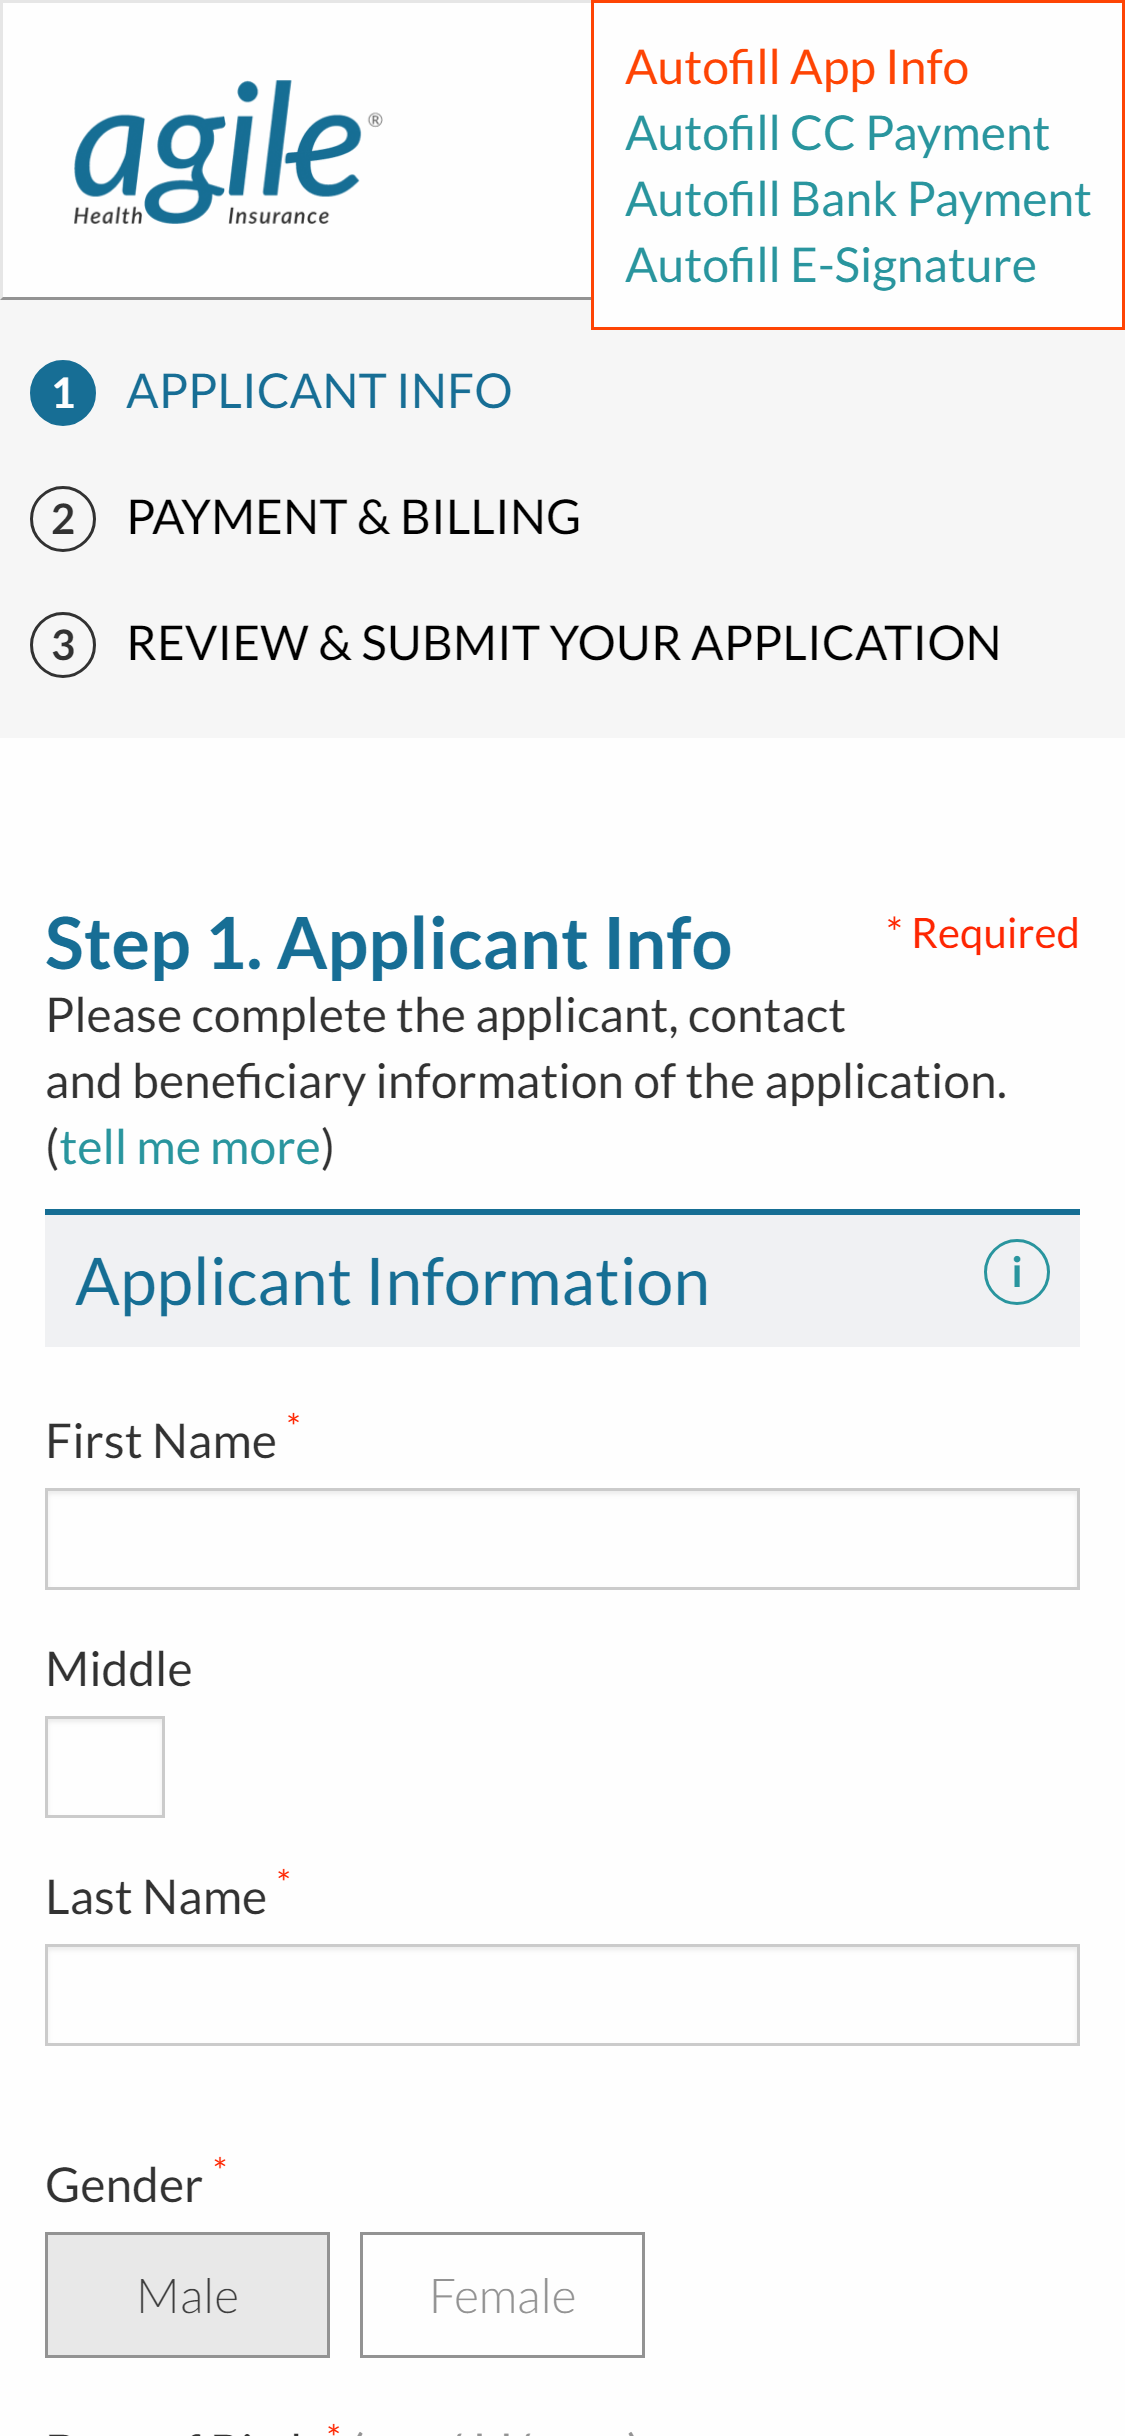 agile®
Health Insurance
Autofill App Info
Autofill CC Payment
Autofill Bank Payment
Autofill E-Signature
1 APPLICANT INFO
2 PAYMENT & BILLING
3 REVIEW & SUBMIT YOUR APPLICATION
Step 1. Applicant Info
* Required
Please complete the applicant, contact
and beneficiary information of the application.
(tell me more)
Applicant Information
i
First Name *
Middle
Last Name *
Gender *
Male Female